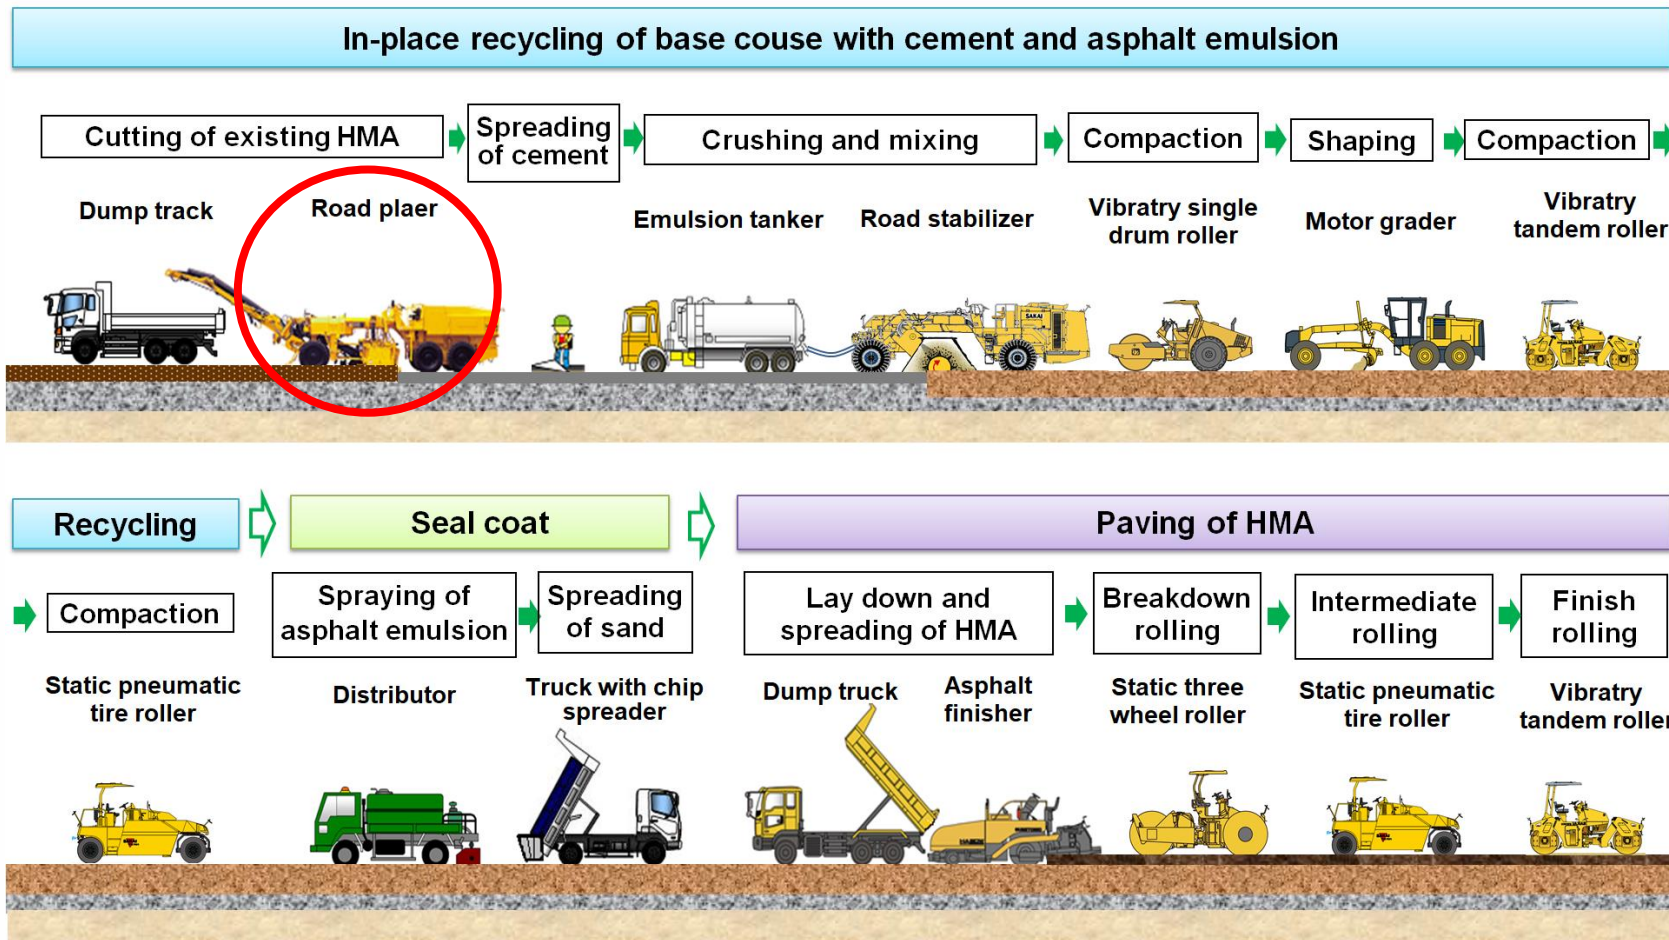 In-place recycling of base couse with cement and asphalt emulsion
Cutting of existing HMA
Spreading
of cement
Crushing and mixing
Compaction
Shaping
Compaction
Dump track
Road plaer
Emulsion tanker
Road stabilizer
Vibratry single
drum roller
Motor grader
Vibratry
tandem roller
SAKAI
Recycling
Seal coat
Paving of HMA
Compaction
Spraying of
asphalt emulsion
Spreading
of sand
Lay down and
spreading of HMA
Breakdown
rolling
Intermediate
rolling
Finish
rolling
Static pneumatic
tire roller
Distributor
Truck with chip
spreader
Dump truck
Asphalt
finisher
Static three
wheel roller
Static pneumatic
tire roller
Vibratry
tandem roller